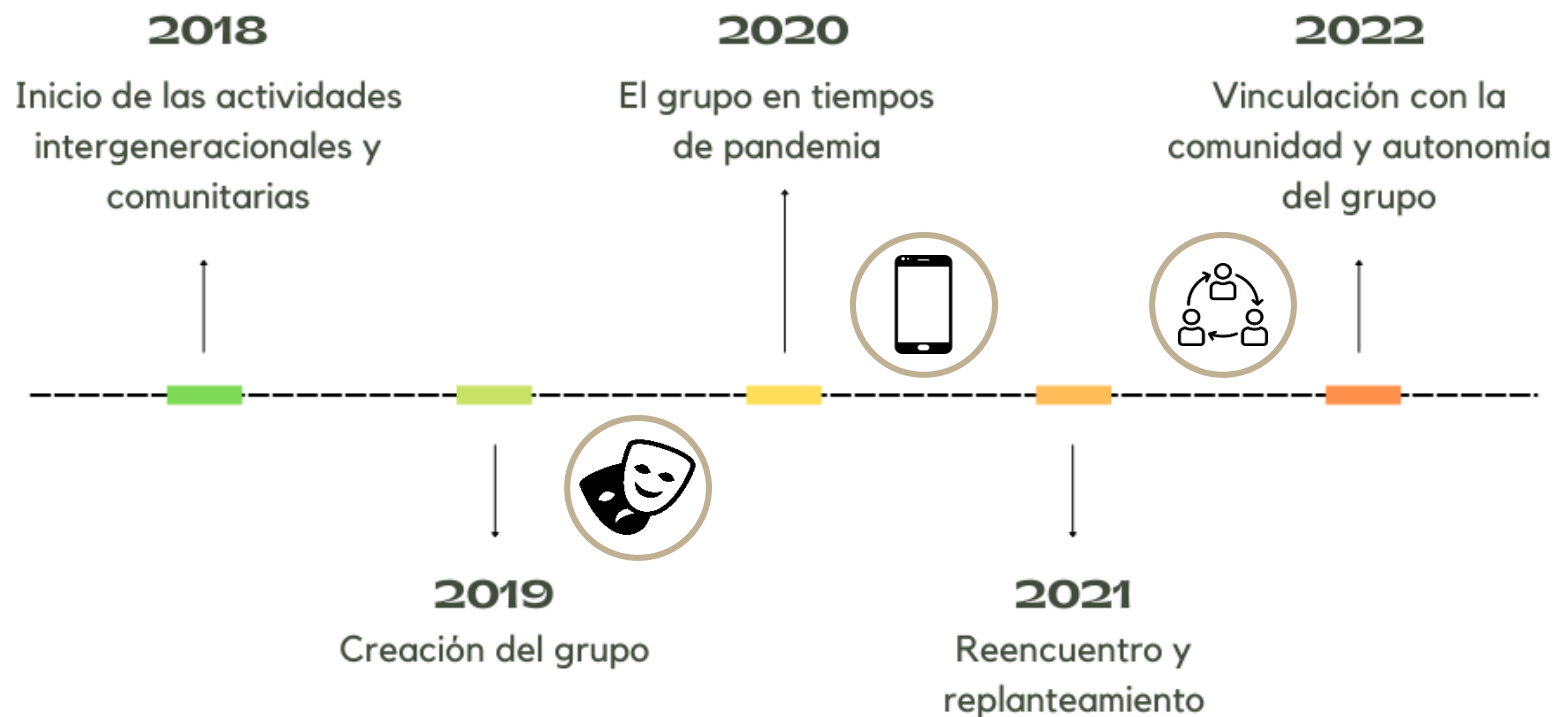 2018
Inicio de las actividades
intergeneracionales y
comunitarias
2019
Creación del grupo
2020
El grupo en tiempos
de pandemia
2021
Reencuentro y
replanteamiento
2022
Vinculación con la
comunidad y autonomía
del grupo